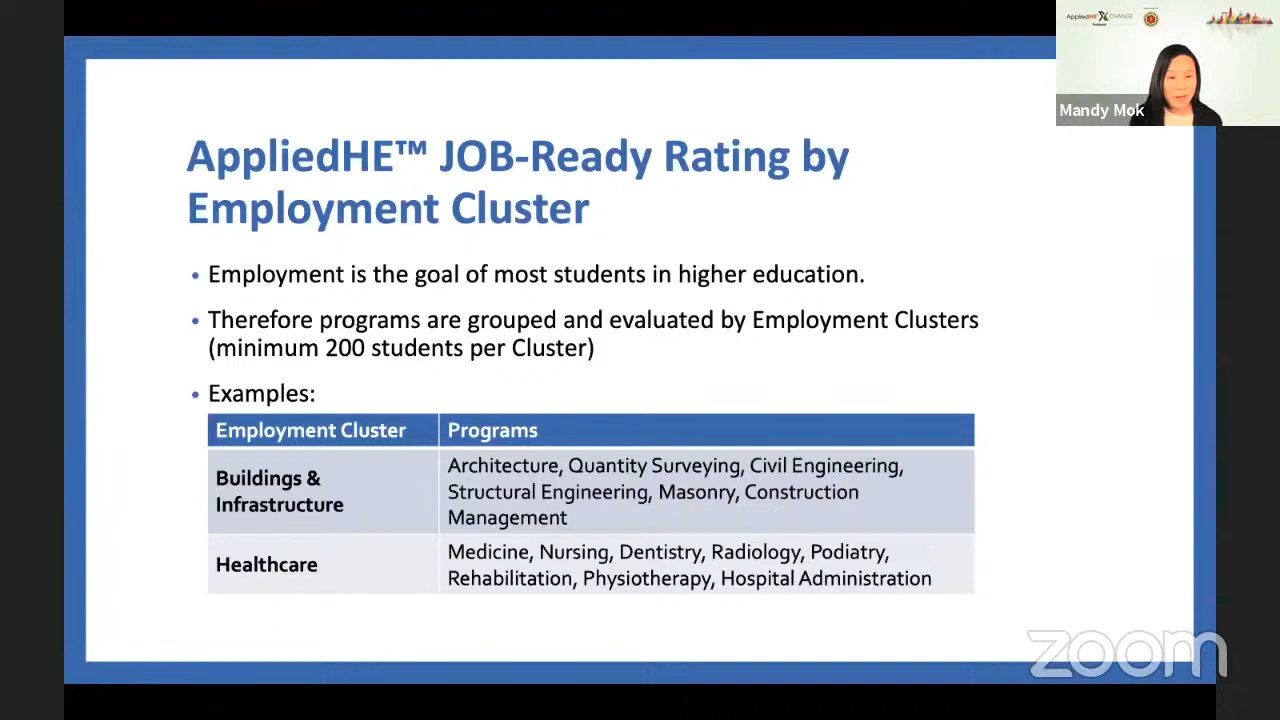 AppliedHE XCHANGE
Mandy Mok
AppliedHE™ JOB-Ready Rating by
Employment Cluster
• Employment is the goal of most students in higher education.
• Therefore programs are grouped and evaluated by Employment Clusters
(minimum 200 students per Cluster)
• Examples:
Employment Cluster
Programs
Buildings &
Infrastructure
Architecture, Quantity Surveying, Civil Engineering,
Structural Engineering, Masonry, Construction
Management
Healthcare
Medicine, Nursing, Dentistry, Radiology, Podiatry,
Rehabilitation, Physiotherapy, Hospital Administration
zoom